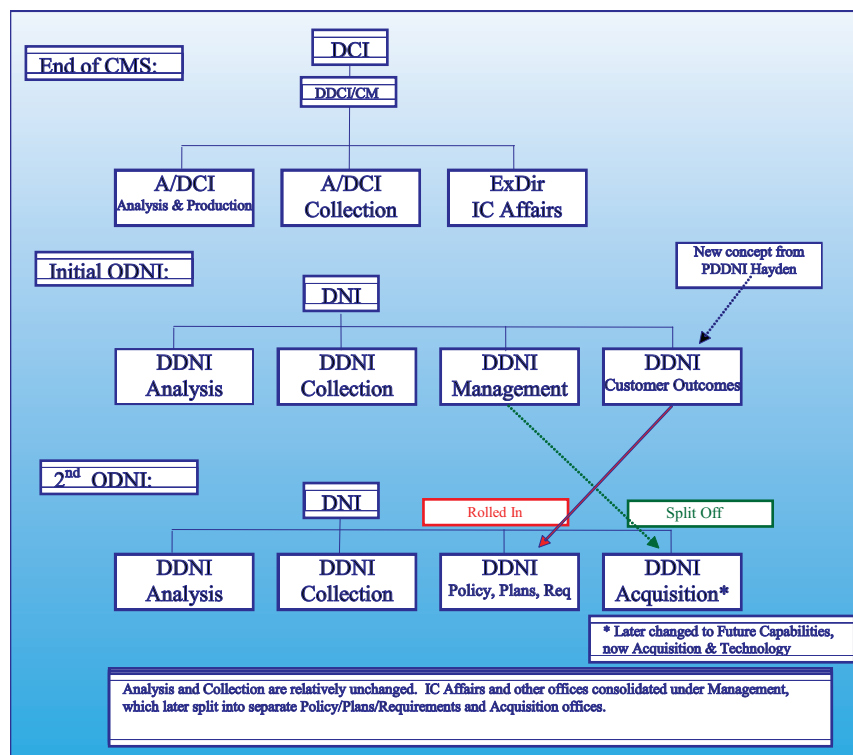 DCI
End of CMS:
DDCI/CM
A/DCI
Analysis & Production
A/DCI
Collection
ExDir
IC Affairs
New concept from
PDDNI Hayden
Initial ODNI:
DNI
DDNI
Analysis
DDNI
Collection
DDNI
Management
DDNI
Customer Outcomes
2nd ODNI:
DNI
Rolled In
Split Off
DDNI
Analysis
DDNI
Collection
DDNI
Policy, Plans, Req
DDNI
Acquisition*
* Later changed to Future Capabilities,
now Acquisition & Technology
Analysis and Collection are relatively unchanged. IC Affairs and other offices consolidated under Management,
which later split into separate Policy/Plans/Requirements and Acquisition offices.